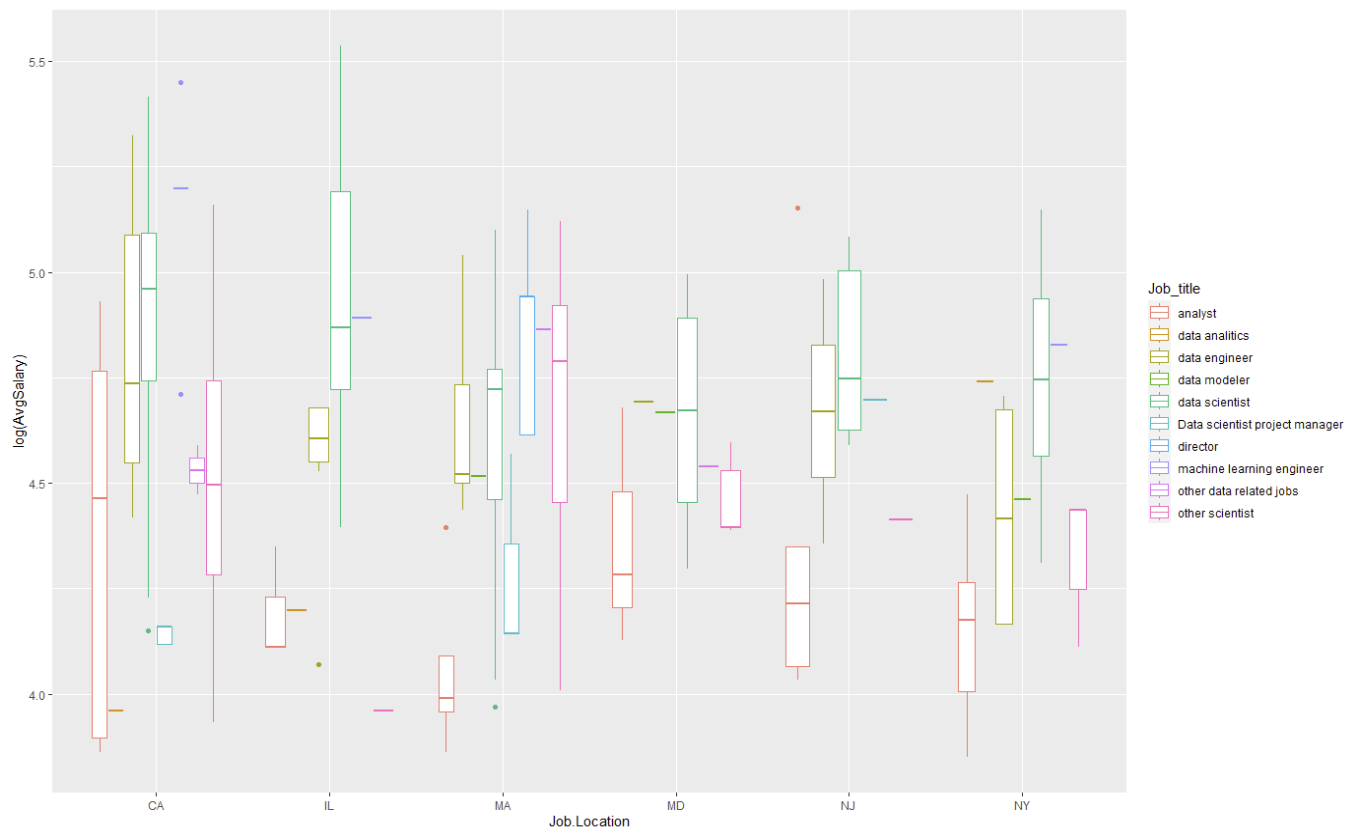 5.5
5.0
4.5
4.0
log(AvgSalary)
CA
IL
MA
MD
NJ
NY
Job.Location
Job_title
analyst
data analitics
data engineer
data modeler
data scientist
Data scientist project manager
director
machine learning engineer
other data related jobs
other scientist